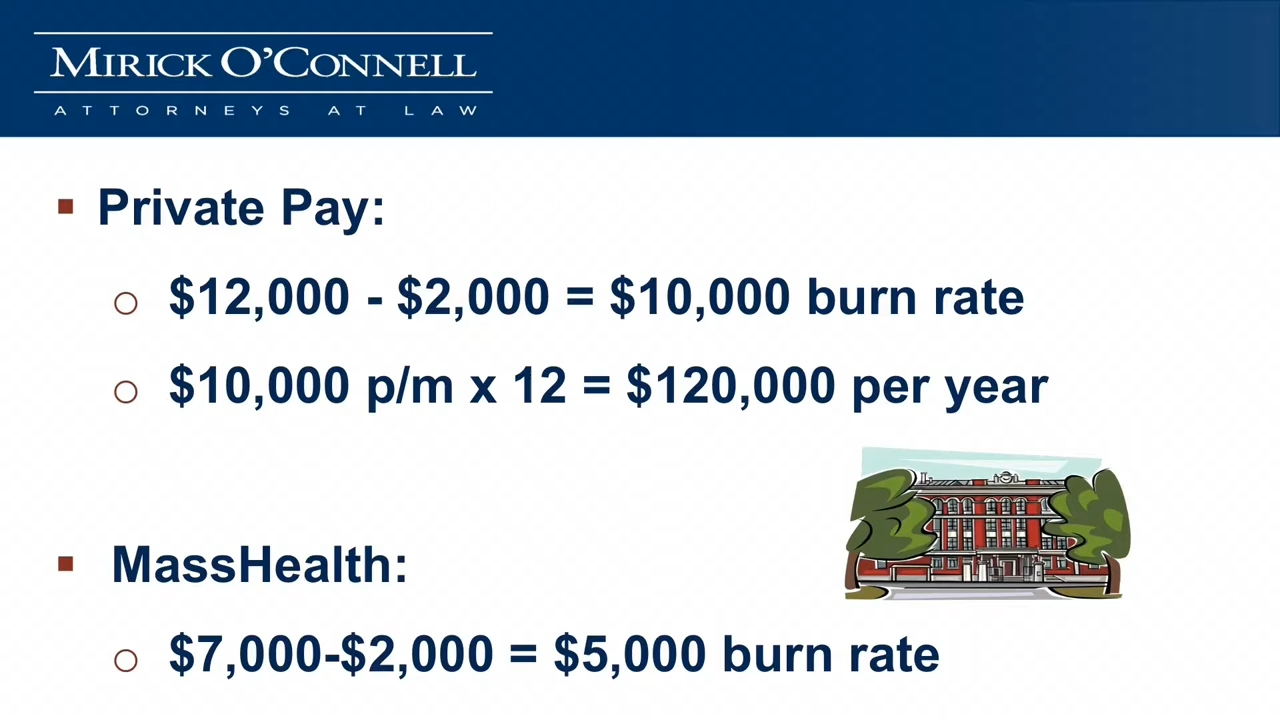 MIRICK O'CONNELL
ATTORNEYS AT LAW
▪ Private Pay:
o $12,000 - $2,000 = $10,000 burn rate
o $10,000 p/m x 12 = $120,000 per year
▪ MassHealth:
o $7,000-$2,000 = $5,000 burn rate